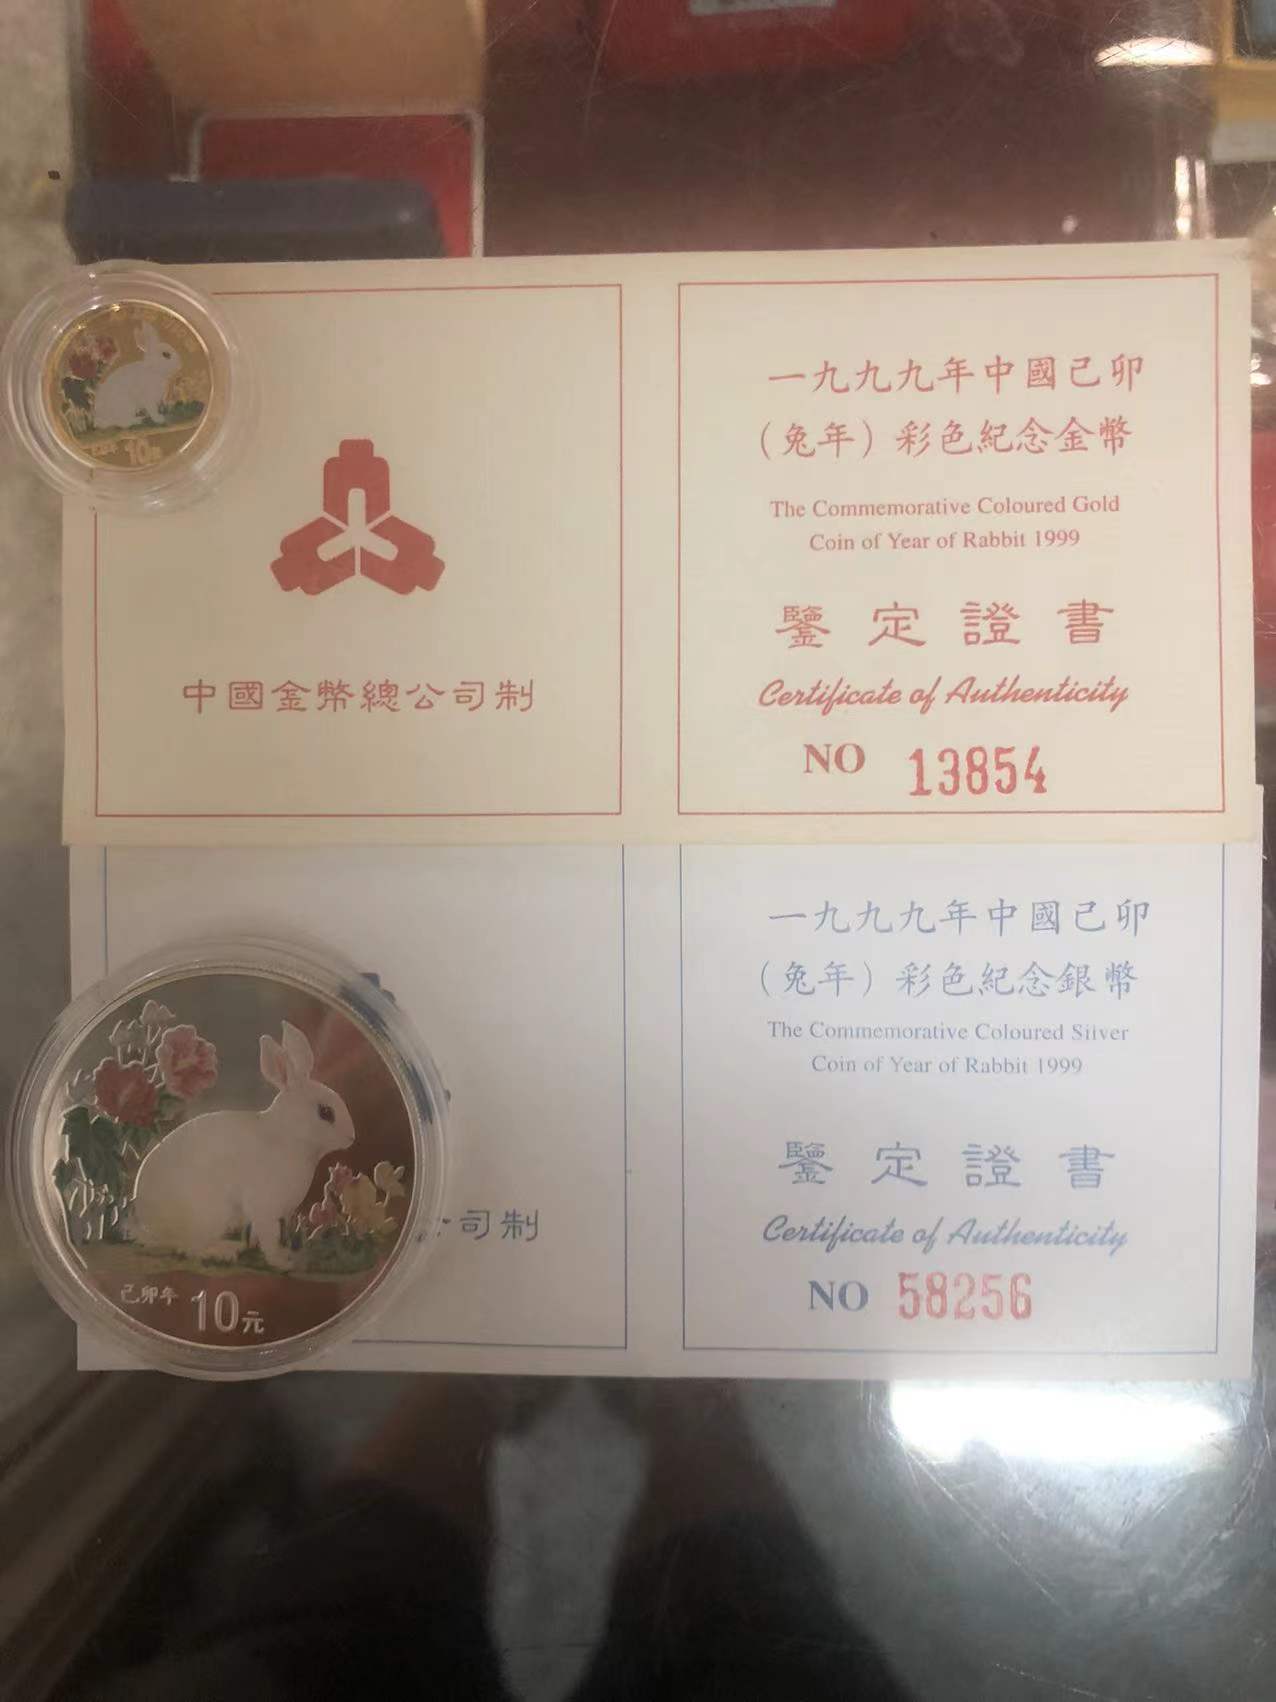 10元
中國金幣總公司制
一九九九年中國己卯
（兔年）彩色紀念金幣
The Commemorative Coloured Gold
Coin of Year of Rabbit 1999
鑒定證書
Certificate of Authenticity
NO 13854
己卯年 10元
公司制
一九九九年中國己卯
（兔年）彩色紀念銀幣
The Commemorative Coloured Silver
Coin of Year of Rabbit 1999
鑒定證書
Certificate of Authenticity
NO 58256